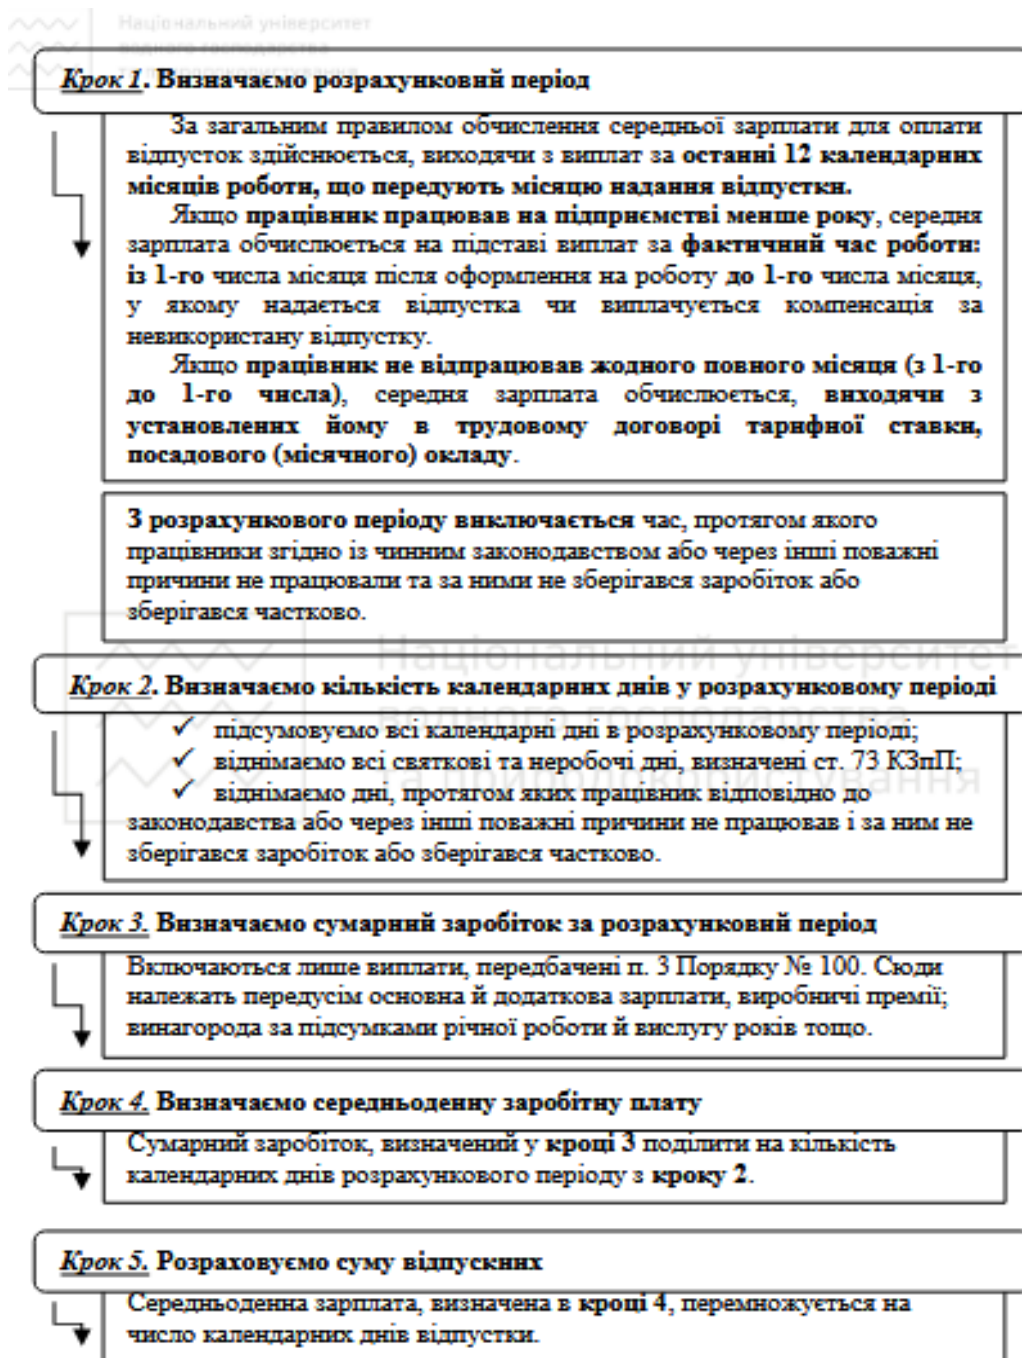 Національний університет
водного господарства
та природокористування
Крок 1. Визначаємо розрахунковий період
За загальним правилом обчислення середньої зарплати для оплати
відпусток здійснюється, виходячи з виплат за останні 12 календарних
місяців роботи, що передують місяцю надання відпустки.
Якщо працівник працював на підприємстві менше року, середня
зарплата обчислюється на підставі виплат за фактичний час роботи:
із 1-го числа місяця після оформлення на роботу до 1-го числа місяця,
у якому надається відпустка чи виплачується компенсація за
невикористану відпустку.
Якщо працівник не відпрацював жодного повного місяця (з 1-го
до 1-го числа), середня зарплата обчислюється, виходячи з
установлених йому в трудовому договорі тарифної ставки,
посадового (місячного) окладу.
З розрахункового періоду виключається час, протягом якого
працівники згідно із чинним законодавством або через інші поважні
причини не працювали та за ними не зберігався заробіток або
зберігався частково.
Національний університет
Крок 2. Визначаємо кількість календарних днів у розрахунковому періоді
водного господарства
✓ підсумовуємо всі календарні дні в розрахунковому періоді;
✓ віднімаємо всі святкові та неробочі дні, визначені ст. 73 КЗпП;
та природокористування
✓ віднімаємо дні, протягом яких працівник відповідно до
законодавства або через інші поважні причини не працював і за ним не
зберігався заробіток або зберігався частково.
Крок 3. Визначаємо сумарний заробіток за розрахунковий період
Включаються лише виплати, передбачені п. 3 Порядку № 100. Сюди
належать передусім основна й додаткова зарплати, виробничі премії;
винагорода за підсумками річної роботи й вислугу років тощо.
Крок 4. Визначаємо середньоденну заробітну плату
Сумарний заробіток, визначений у кроці 3 поділити на кількість
календарних днів розрахункового періоду з кроку 2.
Крок 5. Розраховуємо суму відпускних
Середньоденна зарплата, визначена в кроці 4, перемножується на
число календарних днів відпустки.